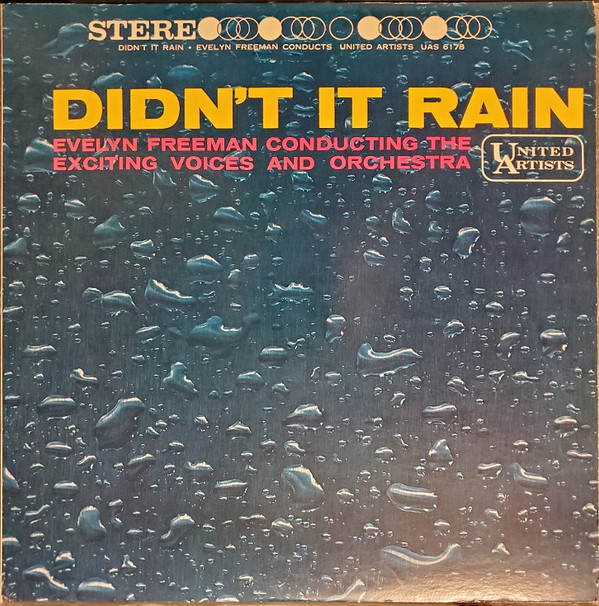 STEREO
DIDN'T IT RAIN • EVELYN FREEMAN CONDUCTS UNITED ARTISTS UAS 6178
DIDN'T IT RAIN
EVELYN FREEMAN CONDUCTING THE
EXCITING VOICES AND ORCHESTRA
UNITED
ARTISTS